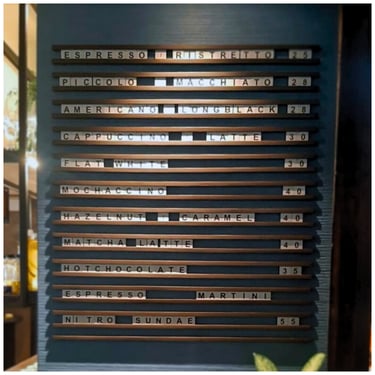 ESPRESSO / RISTRETTO 25
PICCOLO MACCHIATO 28
AMERICANO LONGBLACK 28
CAPPUCCINO LATTE 30
FLAT WHITE 30
MOCHACCINO 40
HAZELNUT CARAMEL 40
MATCHA LATTE 40
HOTCHOCOLATE 35
ESPRESSO MARTINI
NITRO SUNDAE 55